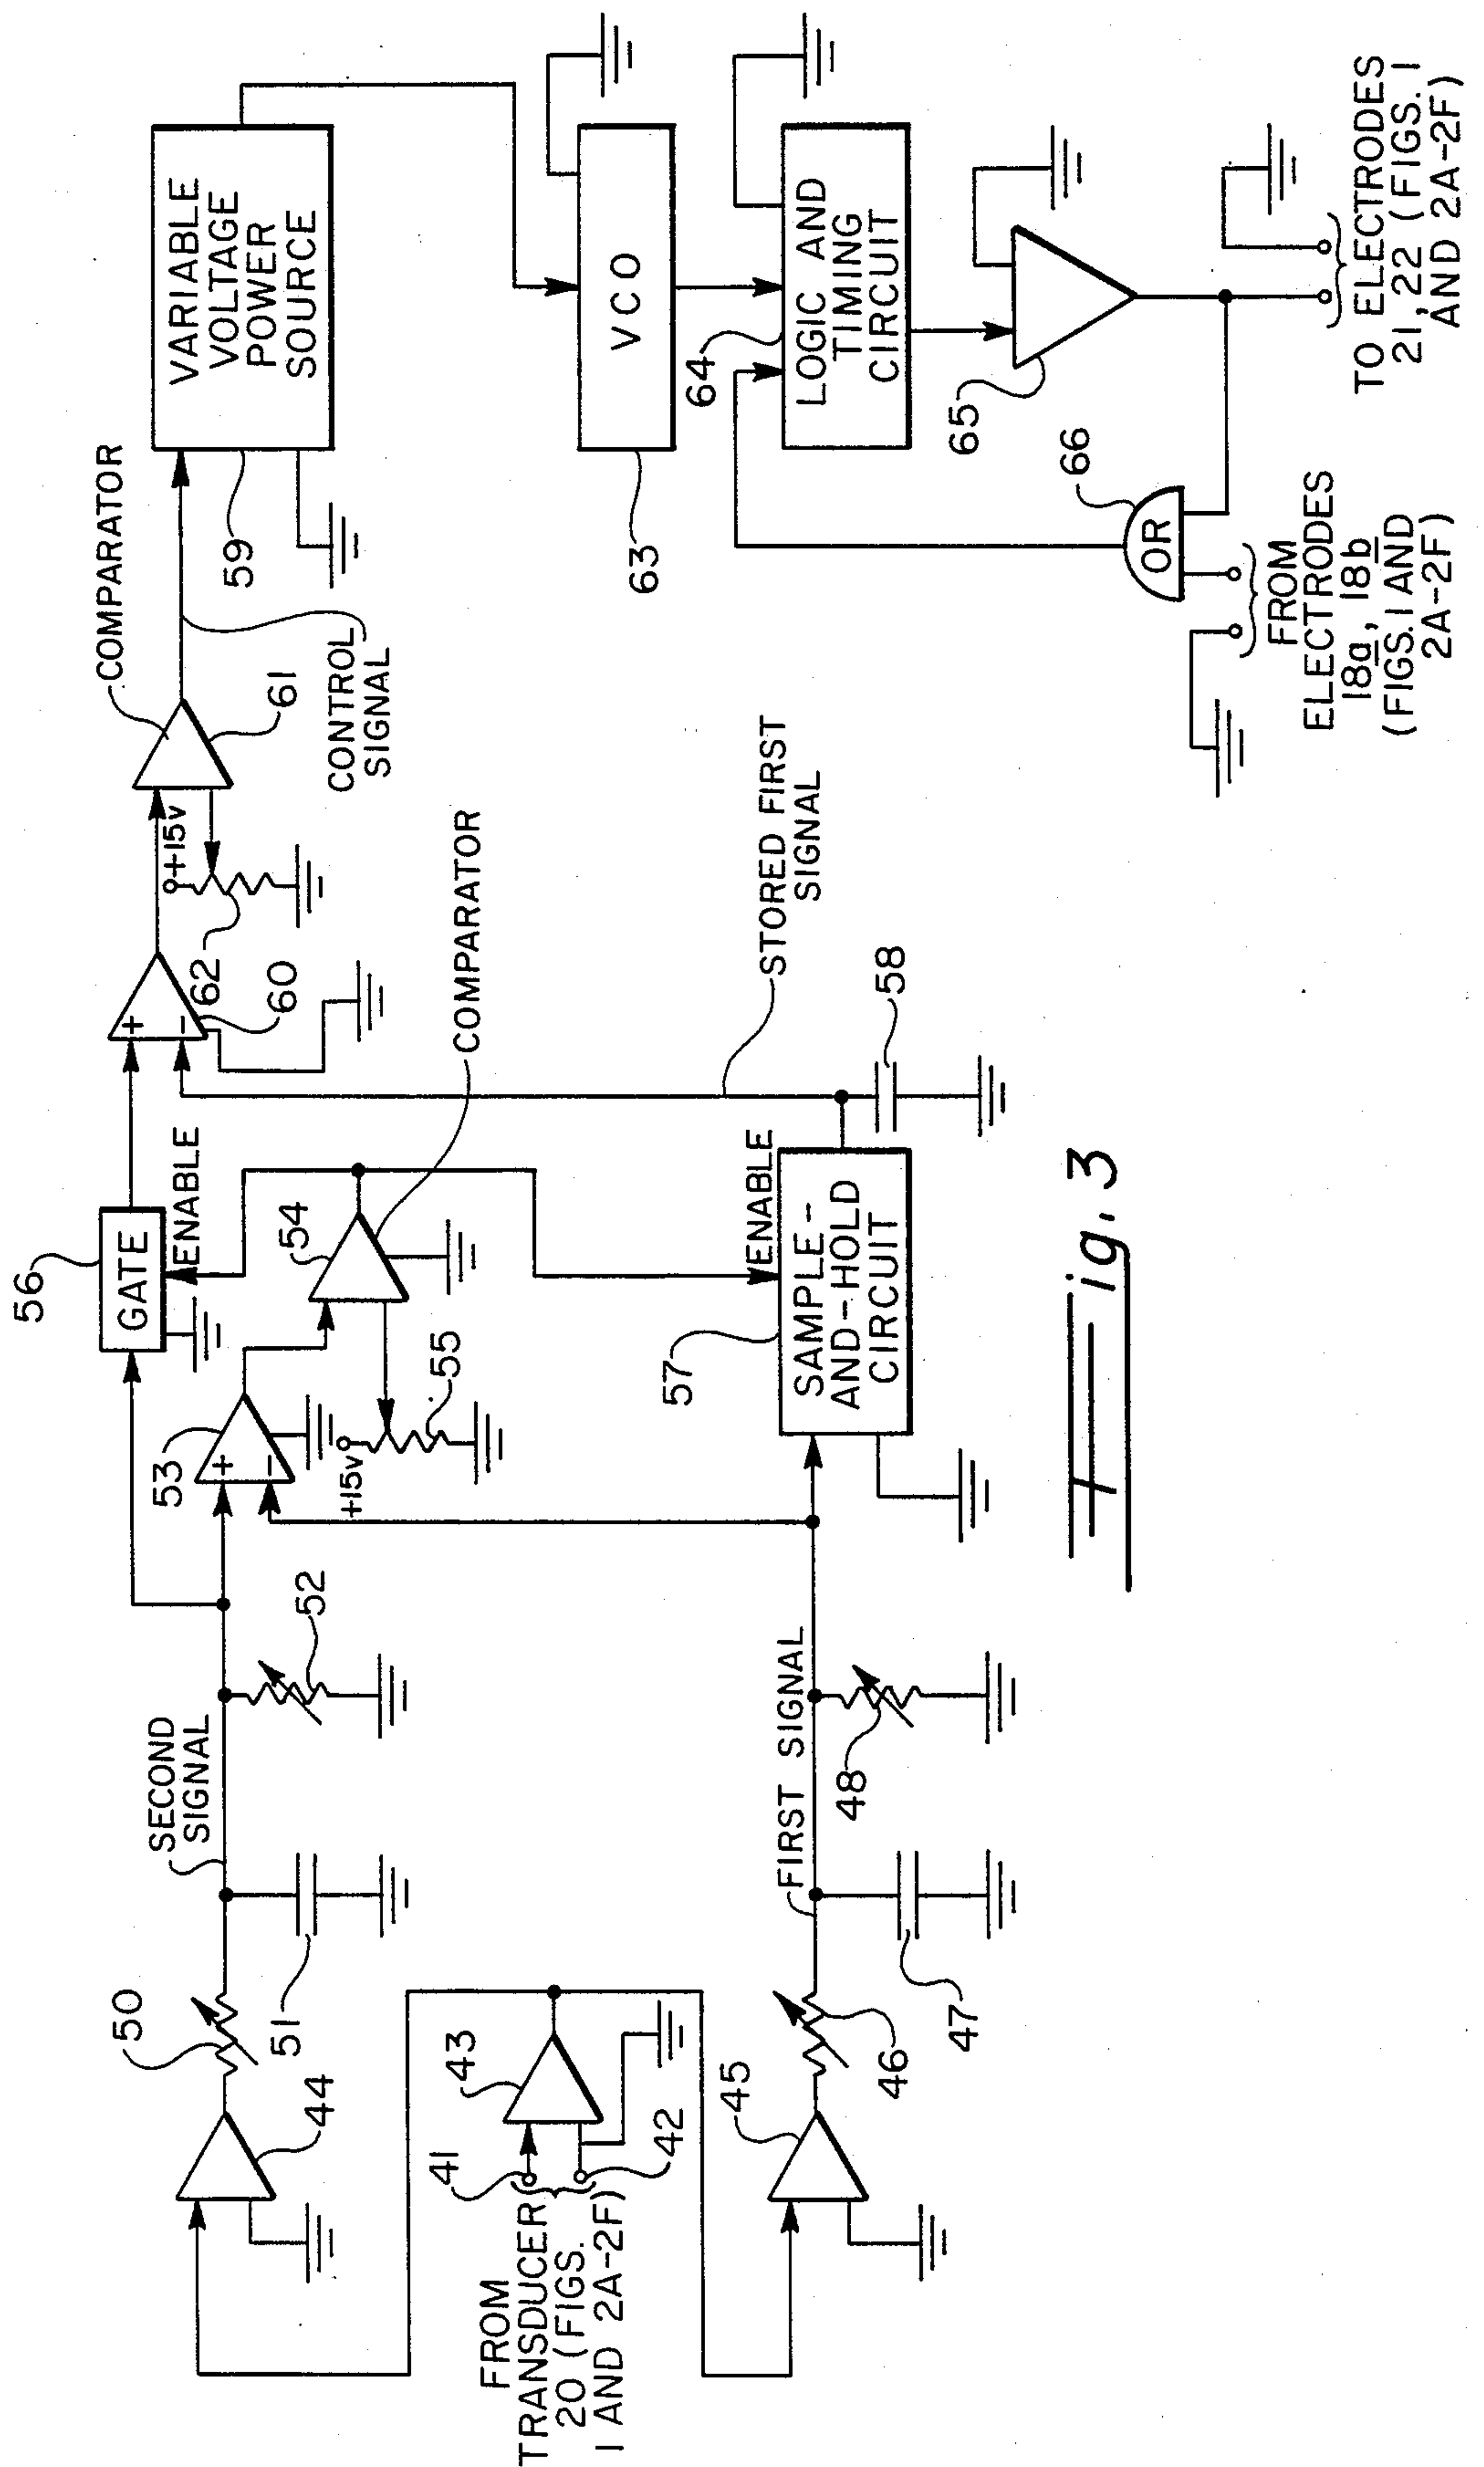 COMPARATOR
VARIABLE
VOLTAGE
POWER
SOURCE
59
CONTROL
SIGNAL
61
+15v
62
60
+
−
56
GATE
ENABLE
54
COMPARATOR
53
+
−
+15v
55
52
SECOND
SIGNAL
50
51
44
43
41
42
FROM
TRANSDUCER
20 (FIGS.
1 AND 2A-2F)
45
46
47
FIRST SIGNAL
48
57
ENABLE
SAMPLE-
AND-HOLD
CIRCUIT
58
STORED FIRST
SIGNAL
VCO
63
64
LOGIC AND
TIMING
CIRCUIT
65
66
OR
FROM
ELECTRODES
18a, 18b
(FIGS. 1 AND
2A-2F)
TO ELECTRODES
21, 22 (FIGS. 1
AND 2A-2F)
Fig. 3